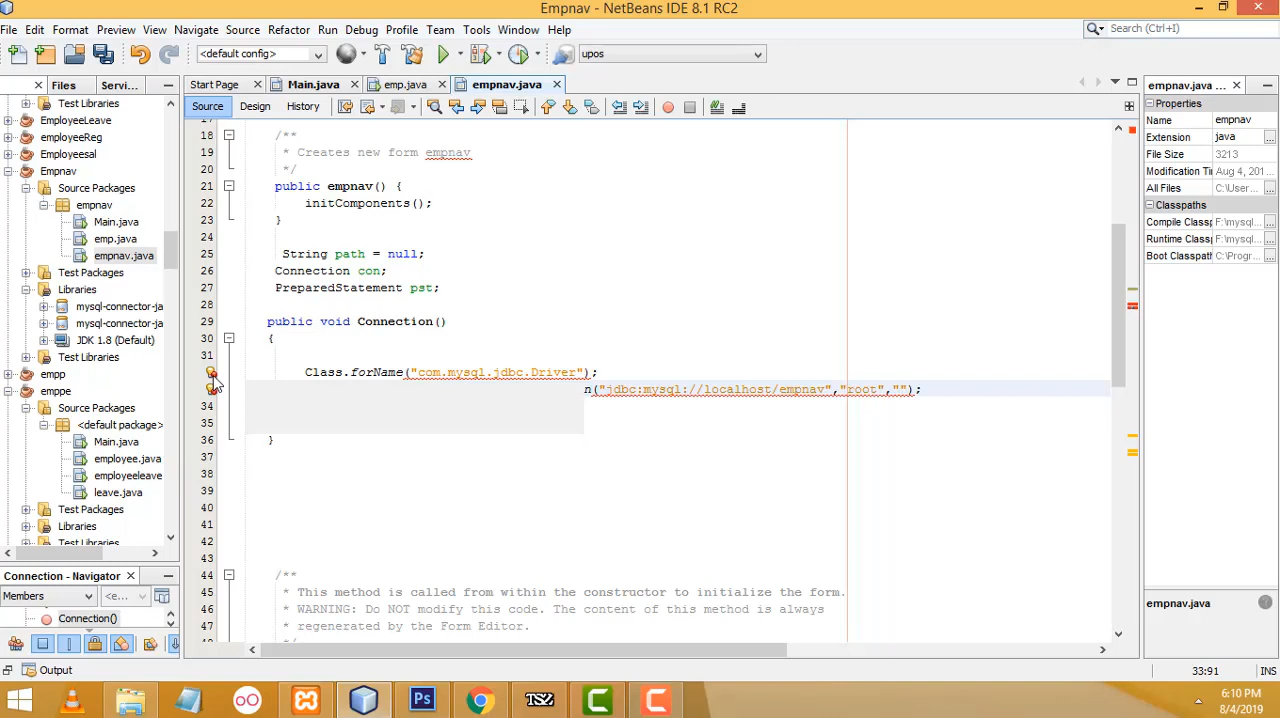 Empnav - NetBeans IDE 8.1 RC2
File Edit Format Preview View Navigate Source Refactor Run Debug Profile Team Tools Window Help
Search (Ctrl+I)
<default config>
upos
Files Servi...
Start Page Main.java emp.java empnav.java
empnav.java ...
Source Design History
Test Libraries
EmployeeLeave
employeeReg
Employeesal
Empnav
Source Packages
empnav
Main.java
emp.java
empnav.java
Test Packages
Libraries
mysql-connector-ja
mysql-connector-ja
JDK 1.8 (Default)
Test Libraries
empp
emppe
Source Packages
<default package>
Main.java
employee.java
employeeleave
leave.java
Test Packages
Libraries
Test Libraries
Connection - Navigator
Members
<e...
Connection()
17
18 /**
19 * Creates new form empnav
20 */
21 public empnav() {
22 initComponents();
23 }
24
25 String path = null;
26 Connection con;
27 PreparedStatement pst;
28
29 public void Connection()
30 {
31
Class.forName("com.mysql.jdbc.Driver");
n("jdbc:mysql://localhost/empnav","root","");
34
35
36 }
37
38
39
40
41
42
43
44 /**
45 * This method is called from within the constructor to initialize the form.
46 * WARNING: Do NOT modify this code. The content of this method is always
47 * regenerated by the Form Editor.
48 */
Properties
Name empnav
Extension java
File Size 3213
Modification Tir Aug 4, 201...
All Files C:\User...
Classpaths
Compile Classp F:\mysql...
Runtime Classp F:\mysql...
Boot Classpath C:\Progr...
empnav.java
Output
33:91
INS
Ps
TS2
6:10 PM
8/4/2019